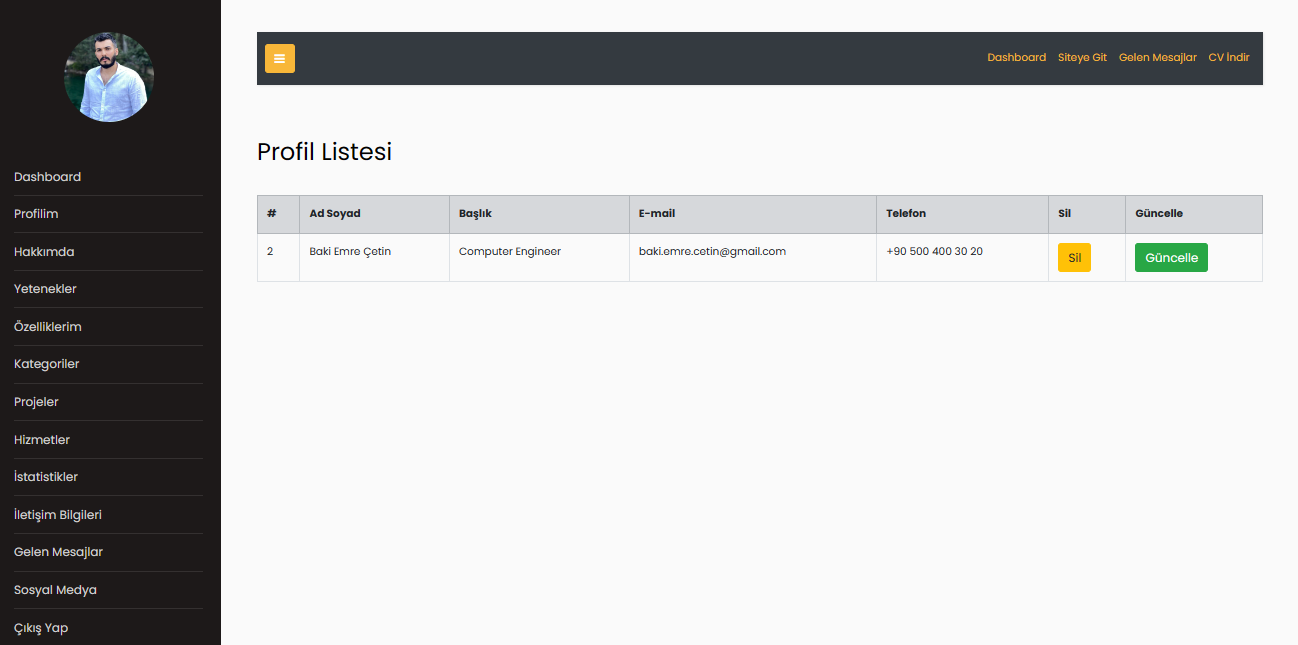 Dashboard
Profilim
Hakkımda
Yetenekler
Özelliklerim
Kategoriler
Projeler
Hizmetler
İstatistikler
İletişim Bilgileri
Gelen Mesajlar
Sosyal Medya
Çıkış Yap
Dashboard Siteye Git Gelen Mesajlar CV İndir
Profil Listesi
# Ad Soyad Başlık E-mail Telefon Sil Güncelle
2 Baki Emre Çetin Computer Engineer baki.emre.cetin@gmail.com +90 500 400 30 20 Sil Güncelle